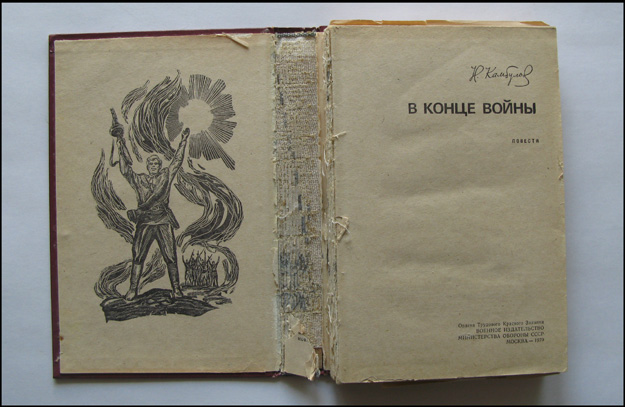 Н. Камбулов
В КОНЦЕ ВОЙНЫ
ПОВЕСТИ
Ордена Трудового Красного Знамени
ВОЕННОЕ ИЗДАТЕЛЬСТВО
МИНИСТЕРСТВА ОБОРОНЫ СССР
МОСКВА — 1979